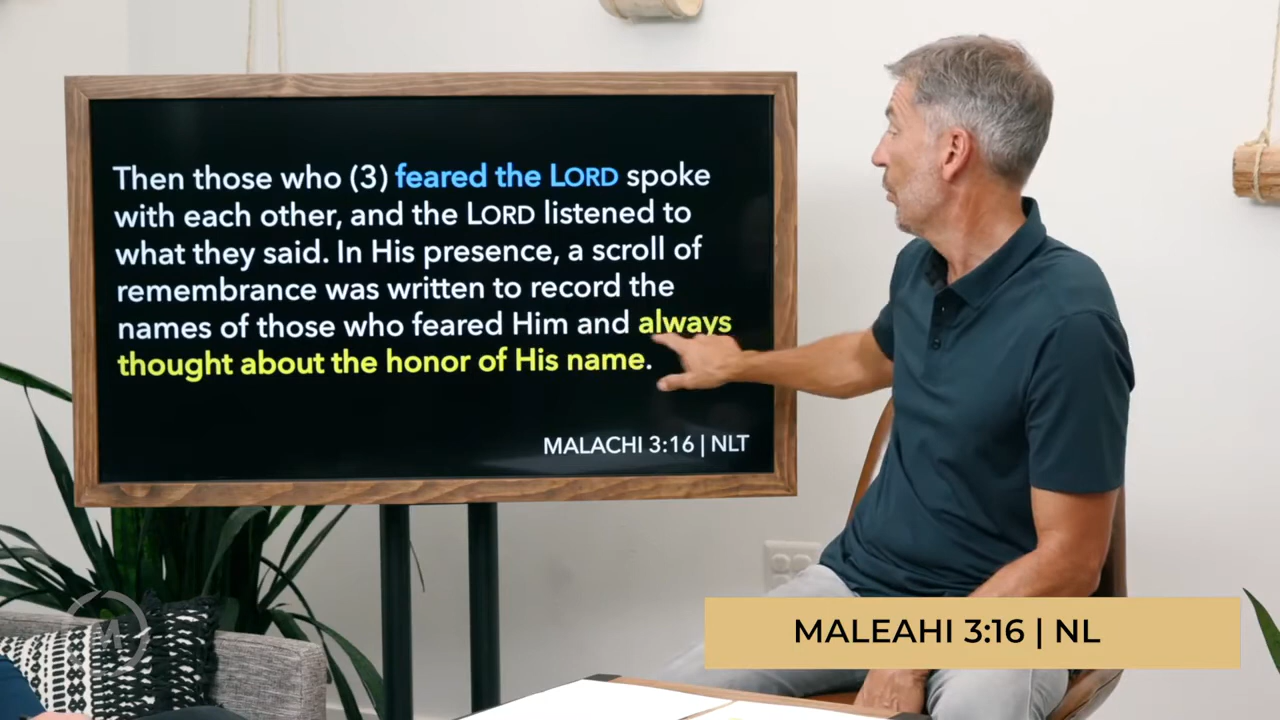 Then those who (3) feared the LORD spoke
with each other, and the LORD listened to
what they said. In His presence, a scroll of
remembrance was written to record the
names of those who feared Him and always
thought about the honor of His name.
MALACHI 3:16 | NLT
M
MALEAHI 3:16 | NL